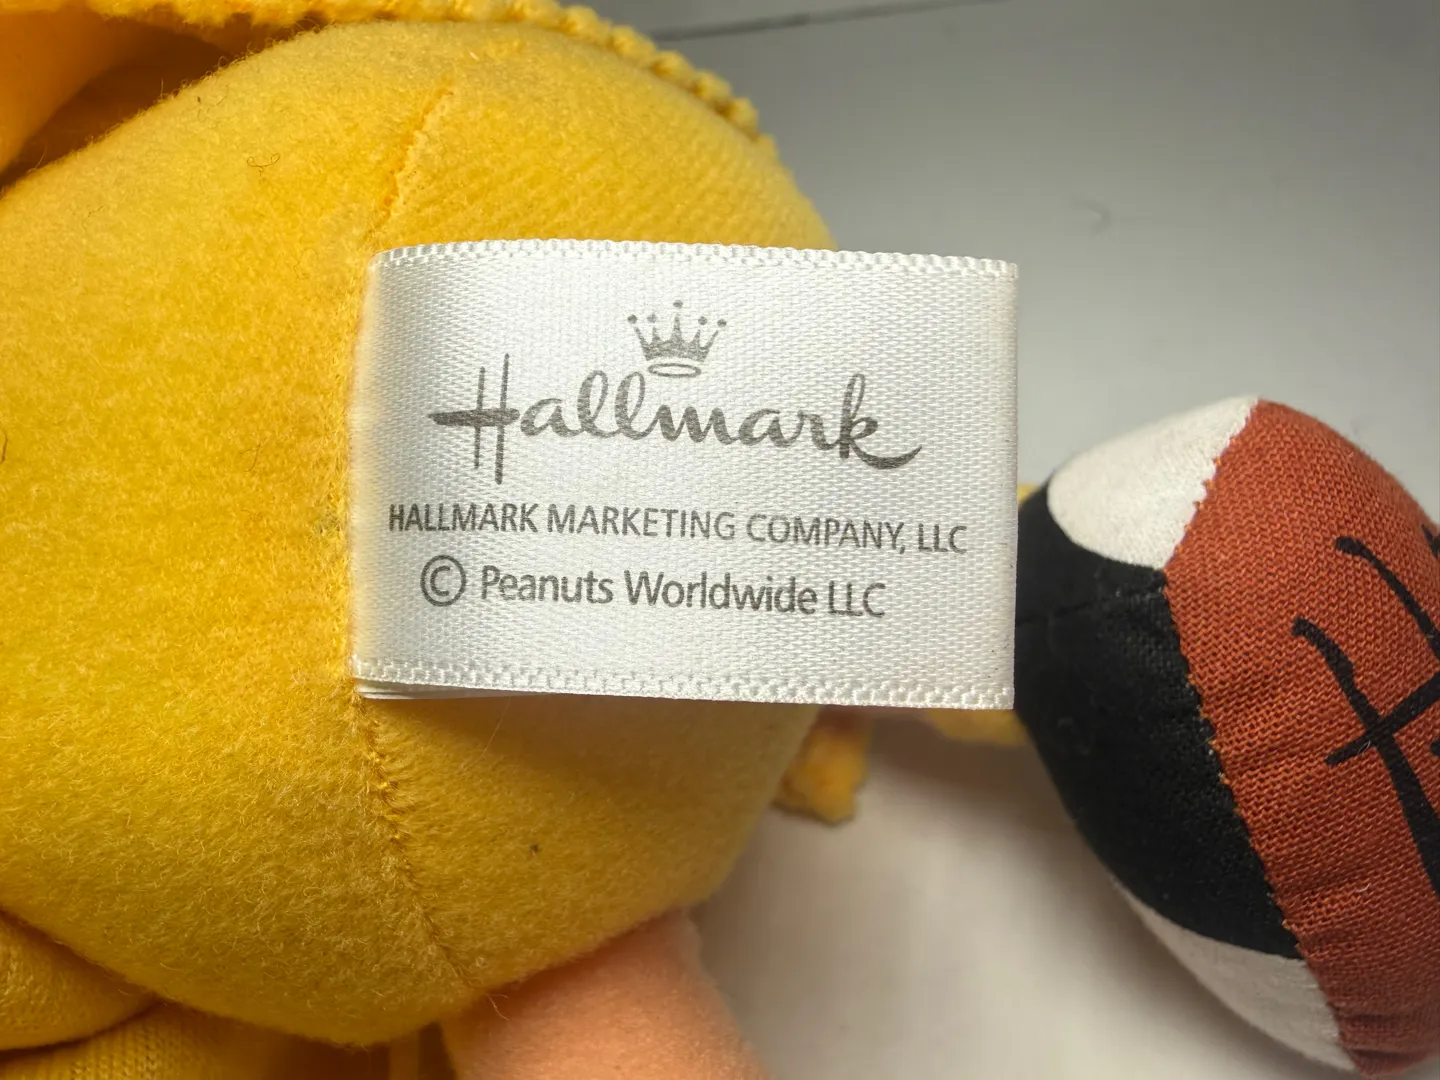 Hallmark
HALLMARK MARKETING COMPANY, LLC
© Peanuts Worldwide LLC